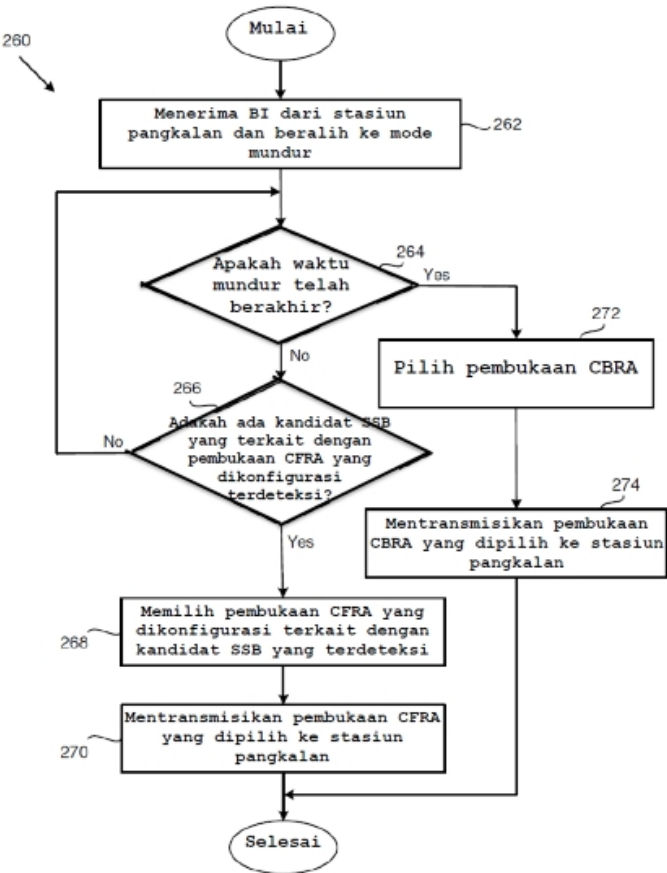 Mulai
260
Menerima BI dari stasiun
pangkalan dan beralih ke mode
mundur
262
Apakah waktu
mundur telah
berakhir?
264
Yes
No
272
Pilih pembukaan CBRA
266
Adakah ada kandidat SSB
yang terkait dengan
pembukaan CFRA yang
dikonfigurasi
terdeteksi?
No
Yes
274
Mentransmisikan pembukaan
CBRA yang dipilih ke stasiun
pangkalan
Memilih pembukaan CFRA yang
dikonfigurasi terkait dengan
kandidat SSB yang terdeteksi
268
Mentransmisikan pembukaan CFRA
yang dipilih ke stasiun
pangkalan
270
Selesai